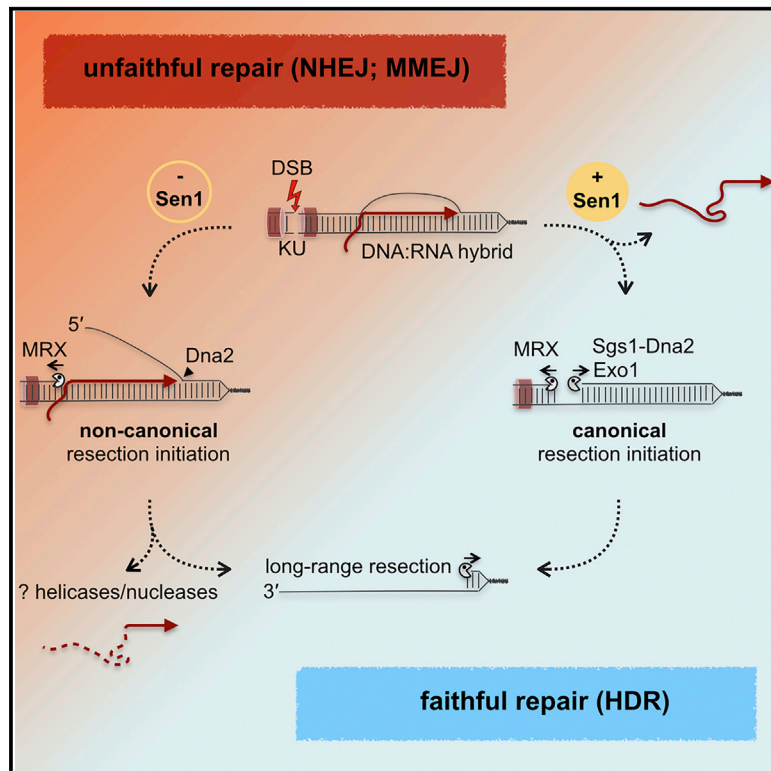 unfaithful repair (NHEJ; MMEJ)
-
Sen1
DSB
+
Sen1
KU
DNA:RNA hybrid
5′
MRX
Dna2
MRX
Sgs1-Dna2
Exo1
non-canonical
resection initiation
canonical
resection initiation
? helicases/nucleases
long-range resection
3′
faithful repair (HDR)